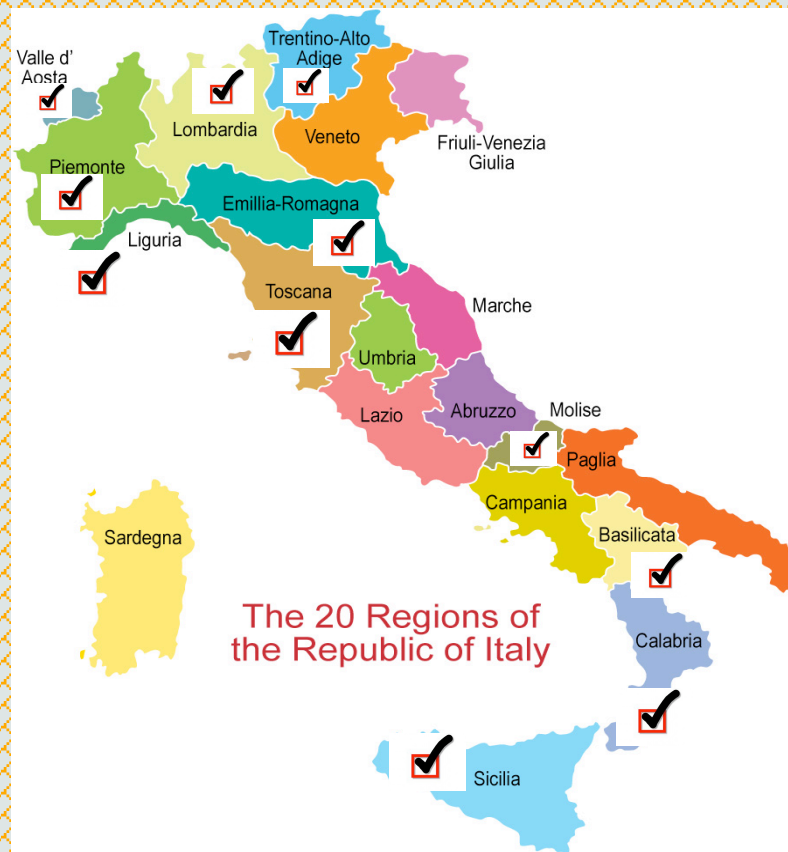 Trentino-Alto
Adige
Valle d'
Aosta
Lombardia
Veneto
Friuli-Venezia
Giulia
Piemonte
Emillia-Romagna
Liguria
Toscana
Marche
Umbria
Lazio
Abruzzo
Molise
Paglia
Campania
Sardegna
Basilicata
The 20 Regions of
the Republic of Italy
Calabria
Sicilia